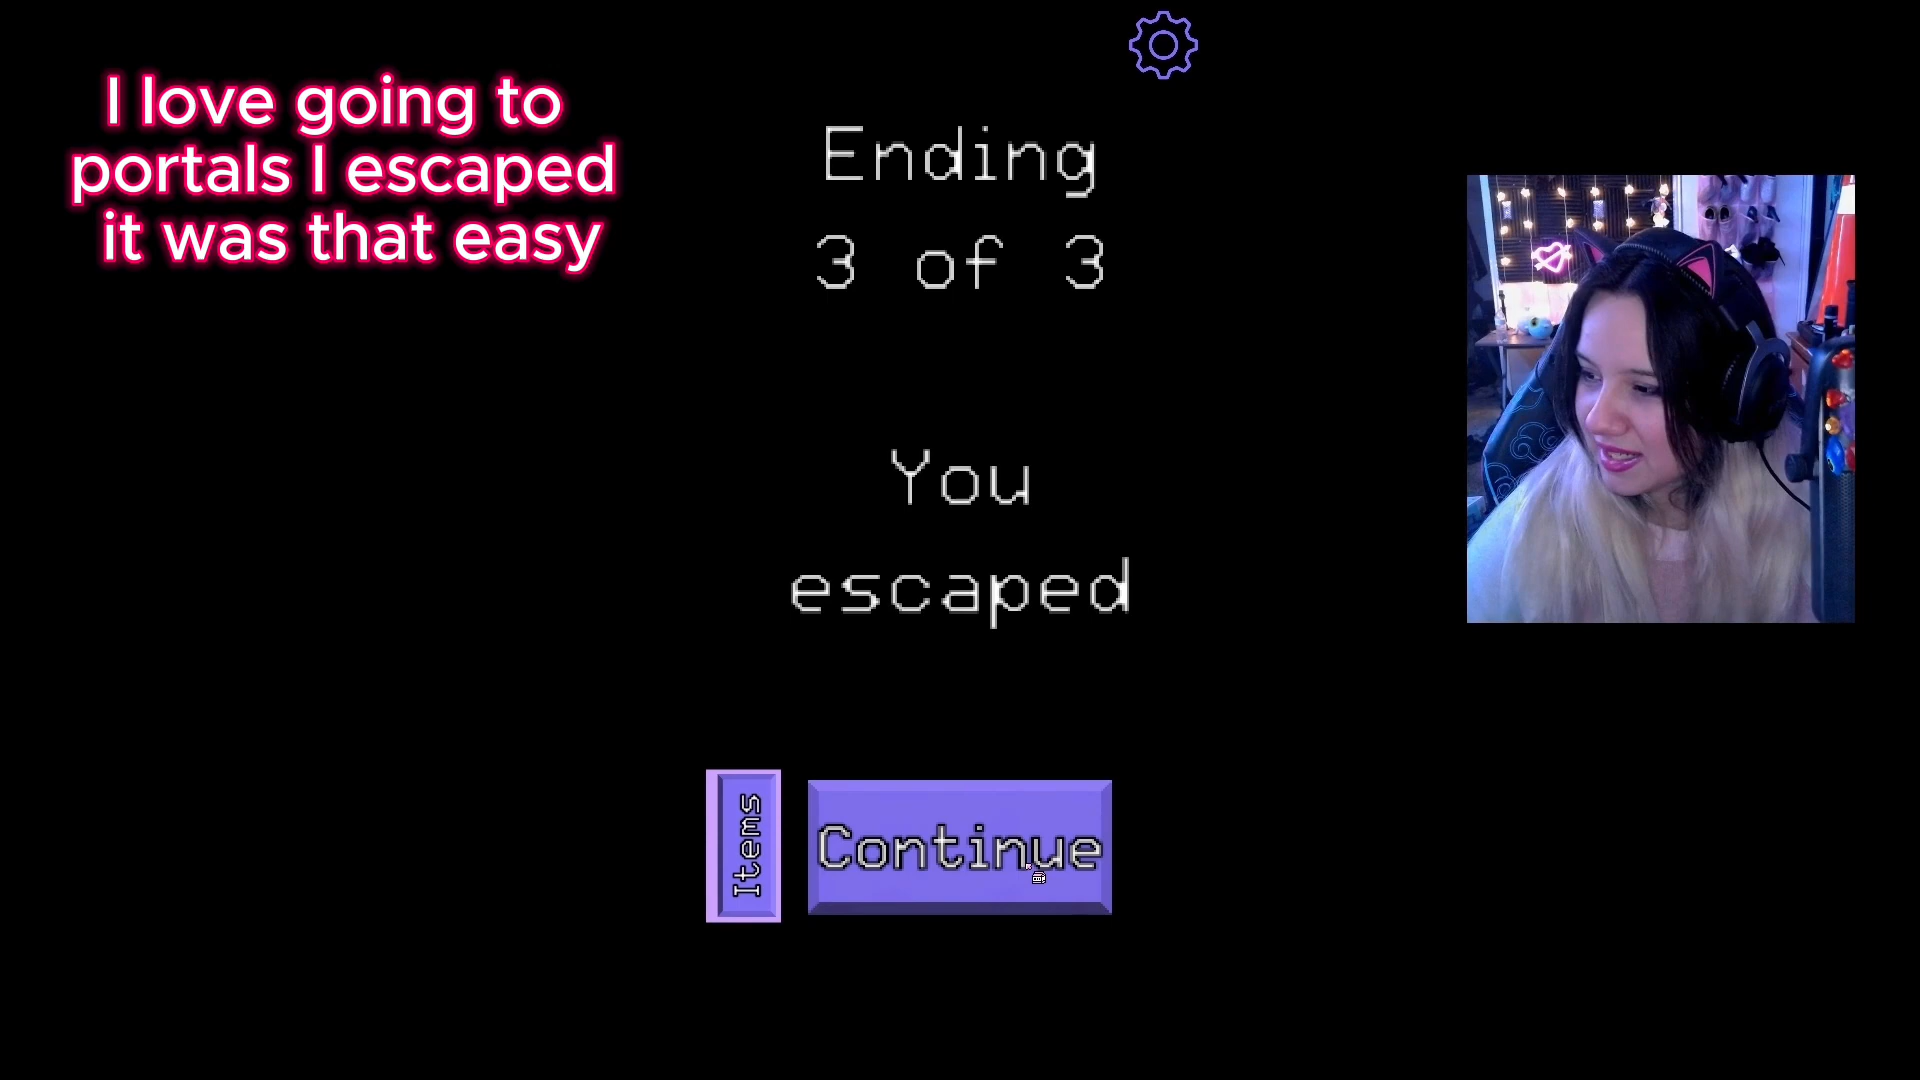 I love going to
portals I escaped
it was that easy
Ending
3 of 3
You
escaped
Items
Continue